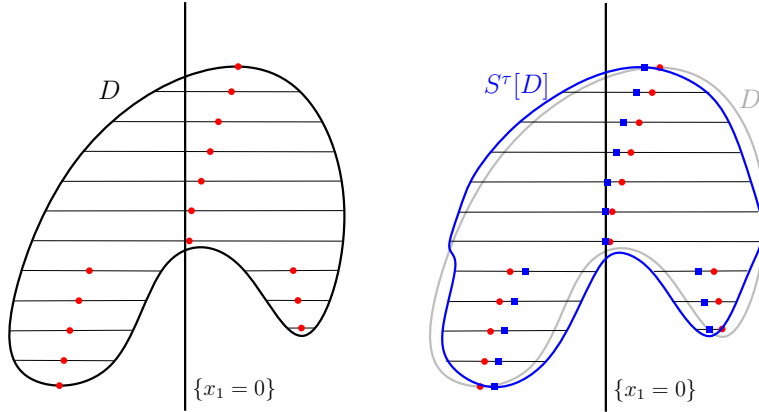 D
{x₁ = 0}
Sᵗ[D]
D
{x₁ = 0}